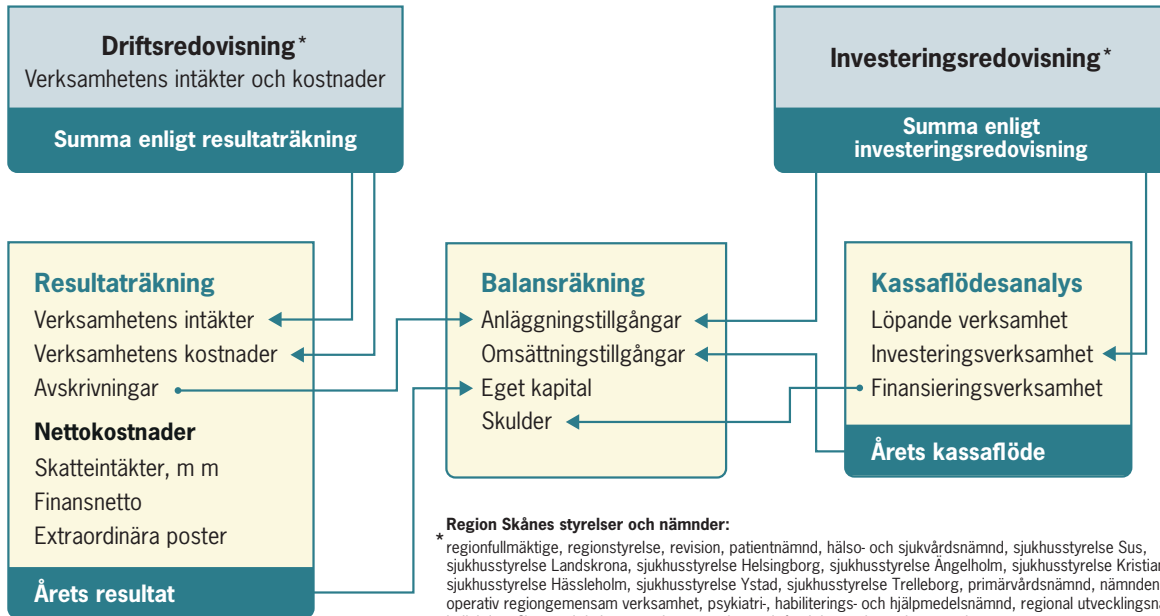 Driftsredovisning*
Verksamhetens intäkter och kostnader
Summa enligt resultaträkning
Investeringsredovisning*
Summa enligt
investeringsredovisning
Resultaträkning
Verksamhetens intäkter
Verksamhetens kostnader
Avskrivningar
Nettokostnader
Skatteintäkter, m m
Finansnetto
Extraordinära poster
Årets resultat
Balansräkning
Anläggningstillgångar
Omsättningstillgångar
Eget kapital
Skulder
Kassaflödesanalys
Löpande verksamhet
Investeringsverksamhet
Finansieringsverksamhet
Årets kassaflöde
Region Skånes styrelser och nämnder:
* regionfullmäktige, regionstyrelse, revision, patientnämnd, hälso- och sjukvårdsnämnd, sjukhusstyrelse Sus,
sjukhusstyrelse Landskrona, sjukhusstyrelse Helsingborg, sjukhusstyrelse Ängelholm, sjukhusstyrelse Kristian
sjukhusstyrelse Hässleholm, sjukhusstyrelse Ystad, sjukhusstyrelse Trelleborg, primärvårdsnämnd, nämnden
operativ regiongemensam verksamhet, psykiatri-, habiliterings- och hjälpmedelsnämnd, regional utvecklingsn